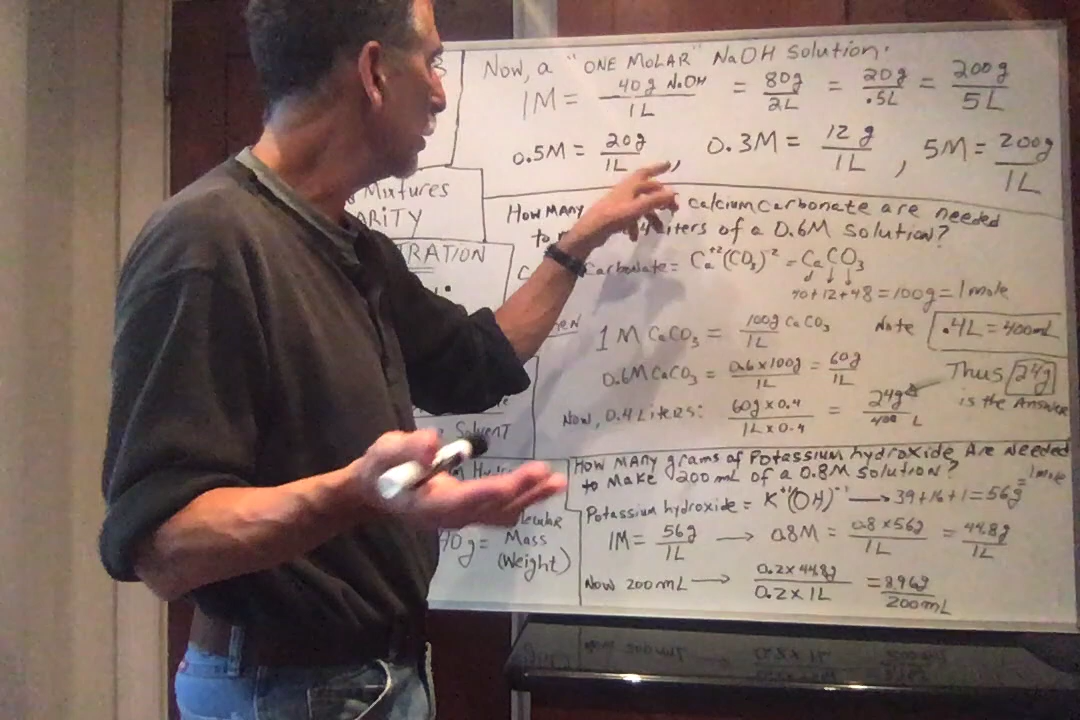 Now, a "ONE MOLAR" NaOH solution.
1M = 40g NaOH / 1L = 80g / 2L = 20g / .5L = 200g / 5L
0.5M = 20g / 1L , 0.3M = 12 g / 1L , 5M = 200g / 1L
Mixtures
ARITY
RATION
How MANY calcium carbonate are needed
to 4 liters of a 0.6M solution?
Carbonate = Ca+2(CO3)-2 = CaCO3
40+12+48 = 100g = 1 mole
1 M CaCO3 = 100g CaCO3 / 1L
Note .4L = 400mL
0.6M CaCO3 = 0.6 x 100g / 1L = 60g / 1L
Thus 24g
is the Answer
Now, 0.4 Liters: 60g x 0.4 / 1L x 0.4 = 24g / L
Solvent
How MANY grams of Potassium hydroxide Are Needed
to Make 200 mL of a 0.8M solution?
Potassium hydroxide = K+1(OH)-1 → 39+16+1 = 56g = 1mole
1M = 56g / 1L → 0.8M = 0.8 x 56g / 1L = 44.8g / 1L
Now 200mL → 0.2 x 44.8g / 0.2 x 1L = 8.96g / 200mL
40g = Mass
(Weight)